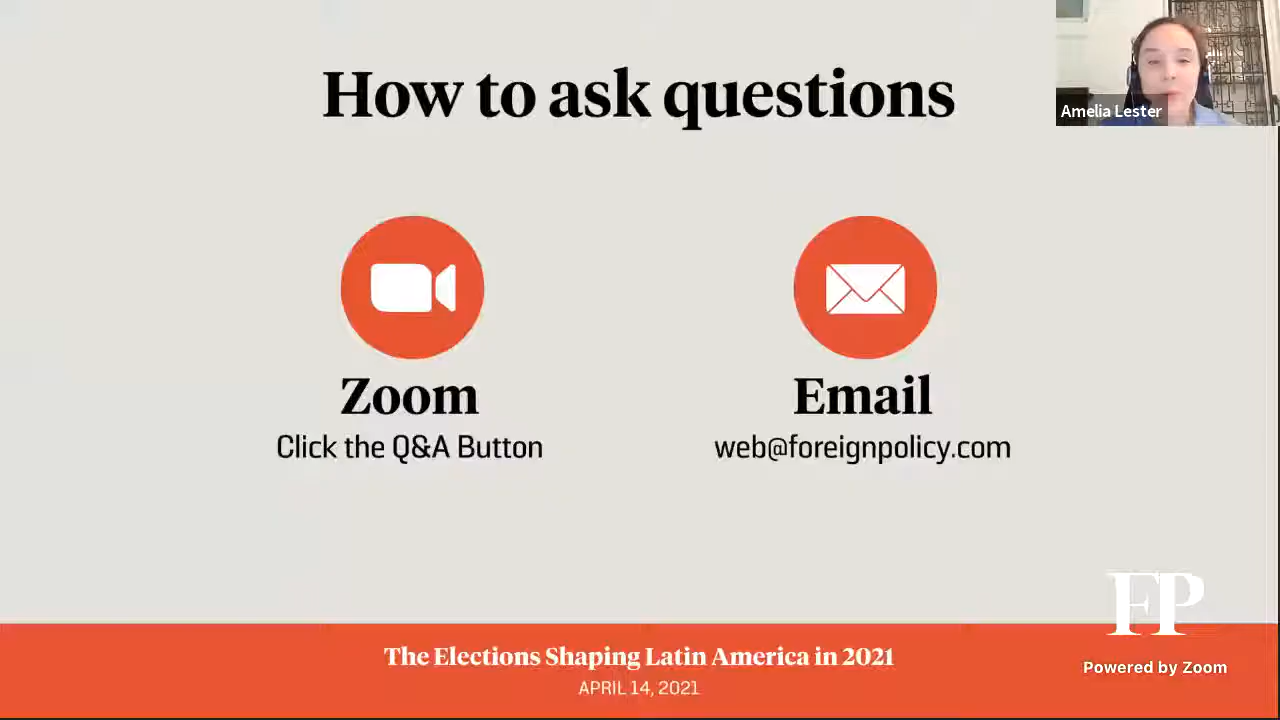 How to ask questions
Amelia Lester
Zoom
Click the Q&A Button
Email
web@foreignpolicy.com
FP
The Elections Shaping Latin America in 2021
APRIL 14, 2021
Powered by Zoom